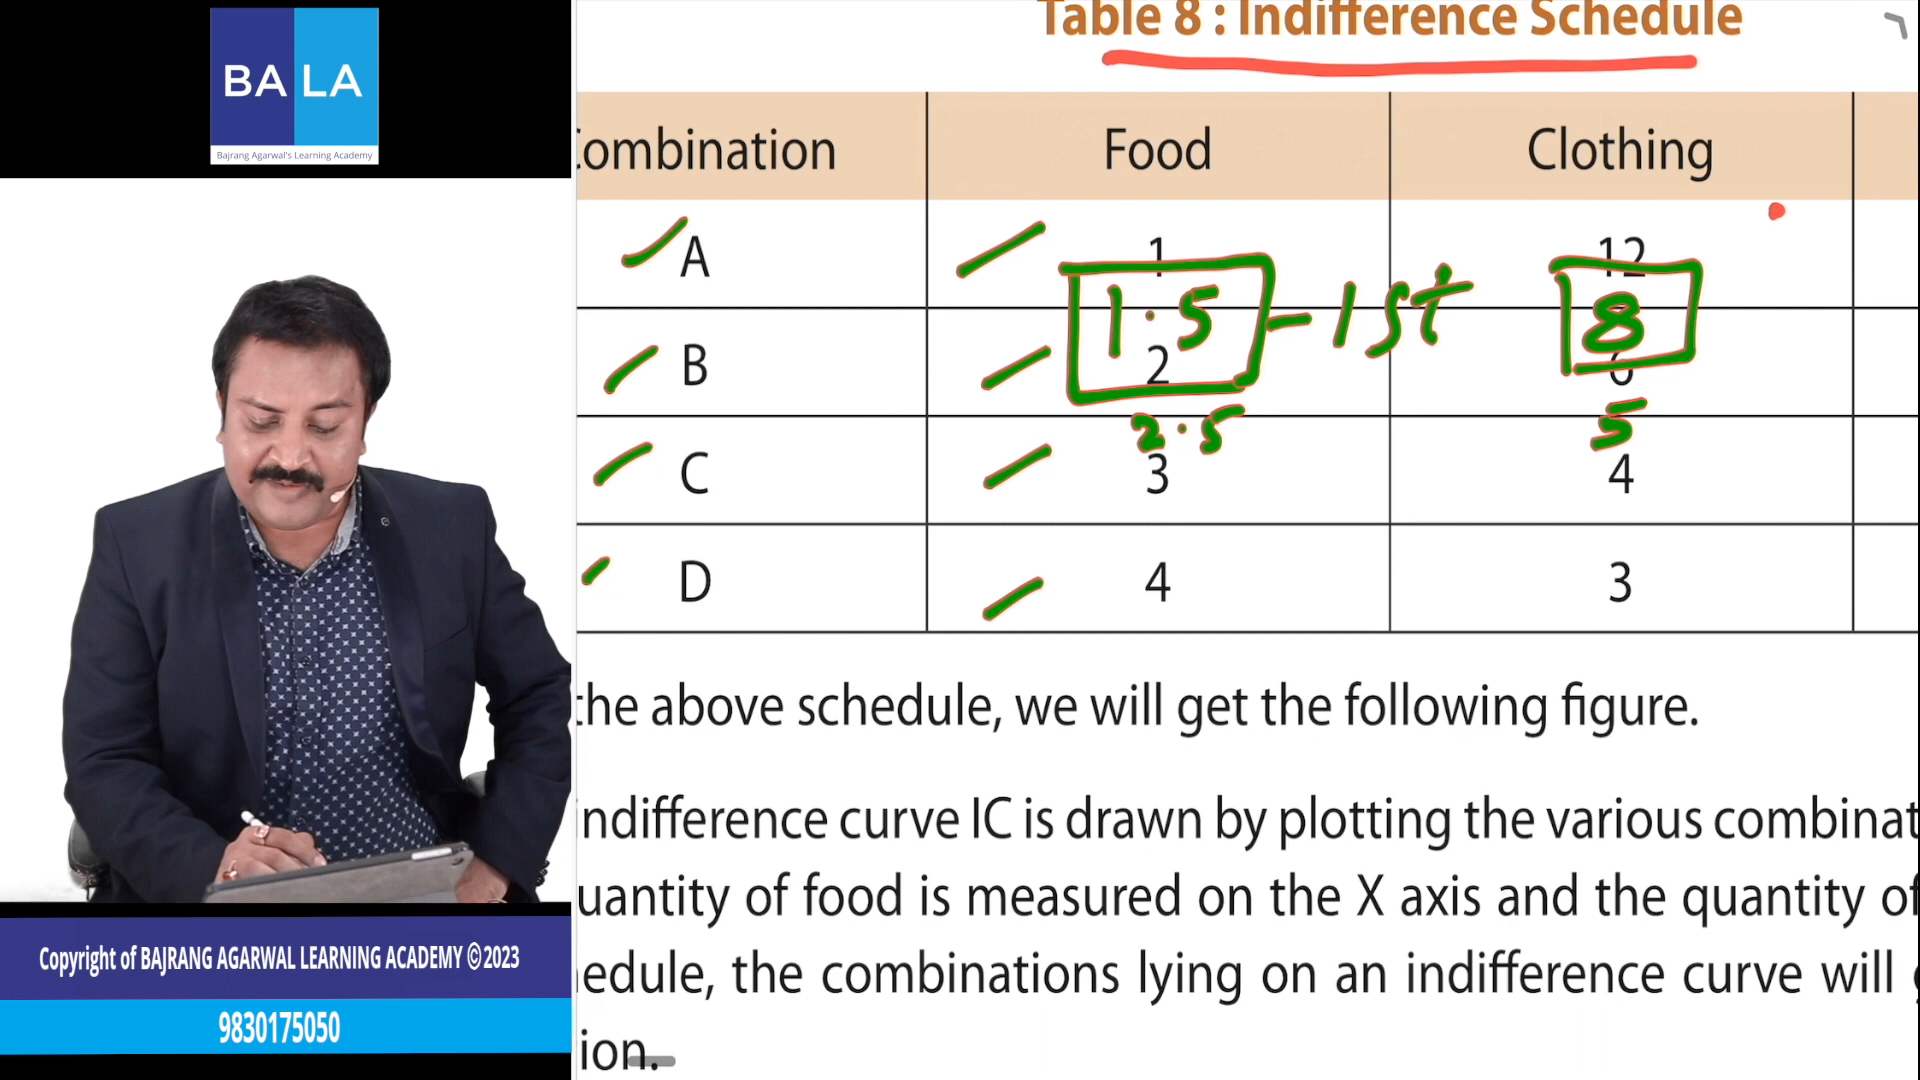 BA LA
Bajrang Agarwal's Learning Academy
Table 8 : Indifference Schedule
ombination Food Clothing
A 1 12
1.5 - 1st 8
B 2 6
2.5 5
C 3 4
D 4 3
the above schedule, we will get the following figure.
ndifference curve IC is drawn by plotting the various combinat
uantity of food is measured on the X axis and the quantity of
edule, the combinations lying on an indifference curve will
ion.
Copyright of BAJRANG AGARWAL LEARNING ACADEMY ©2023
9830175050